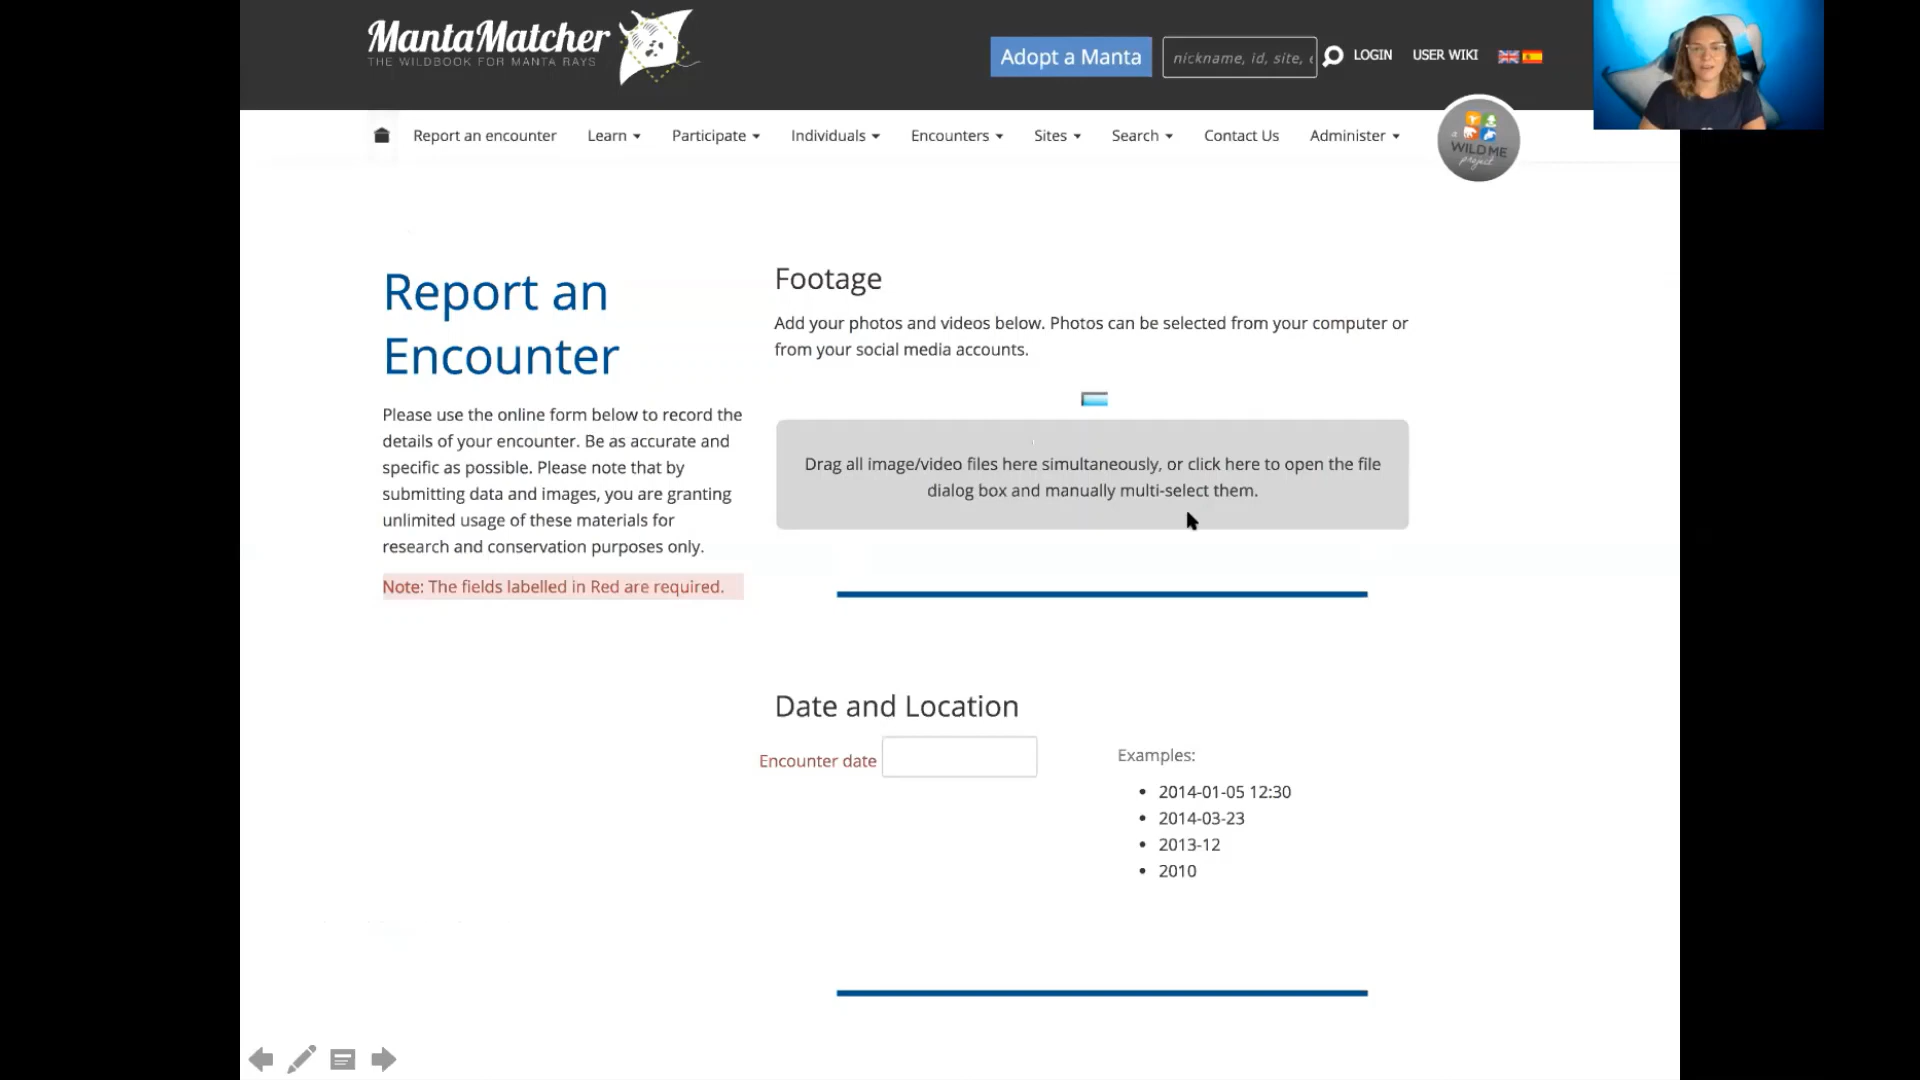 MantaMatcher
THE WILDBOOK FOR MANTA RAYS
Adopt a Manta
nickname, id, site, e
LOGIN
USER WIKI
Report an encounter
Learn
Participate
Individuals
Encounters
Sites
Search
Contact Us
Administer
a
WILD ME
project
Report an
Encounter
Please use the online form below to record the
details of your encounter. Be as accurate and
specific as possible. Please note that by
submitting data and images, you are granting
unlimited usage of these materials for
research and conservation purposes only.
Note: The fields labelled in Red are required.
Footage
Add your photos and videos below. Photos can be selected from your computer or
from your social media accounts.
Drag all image/video files here simultaneously, or click here to open the file
dialog box and manually multi-select them.
Date and Location
Encounter date
Examples:
2014-01-05 12:30
2014-03-23
2013-12
2010